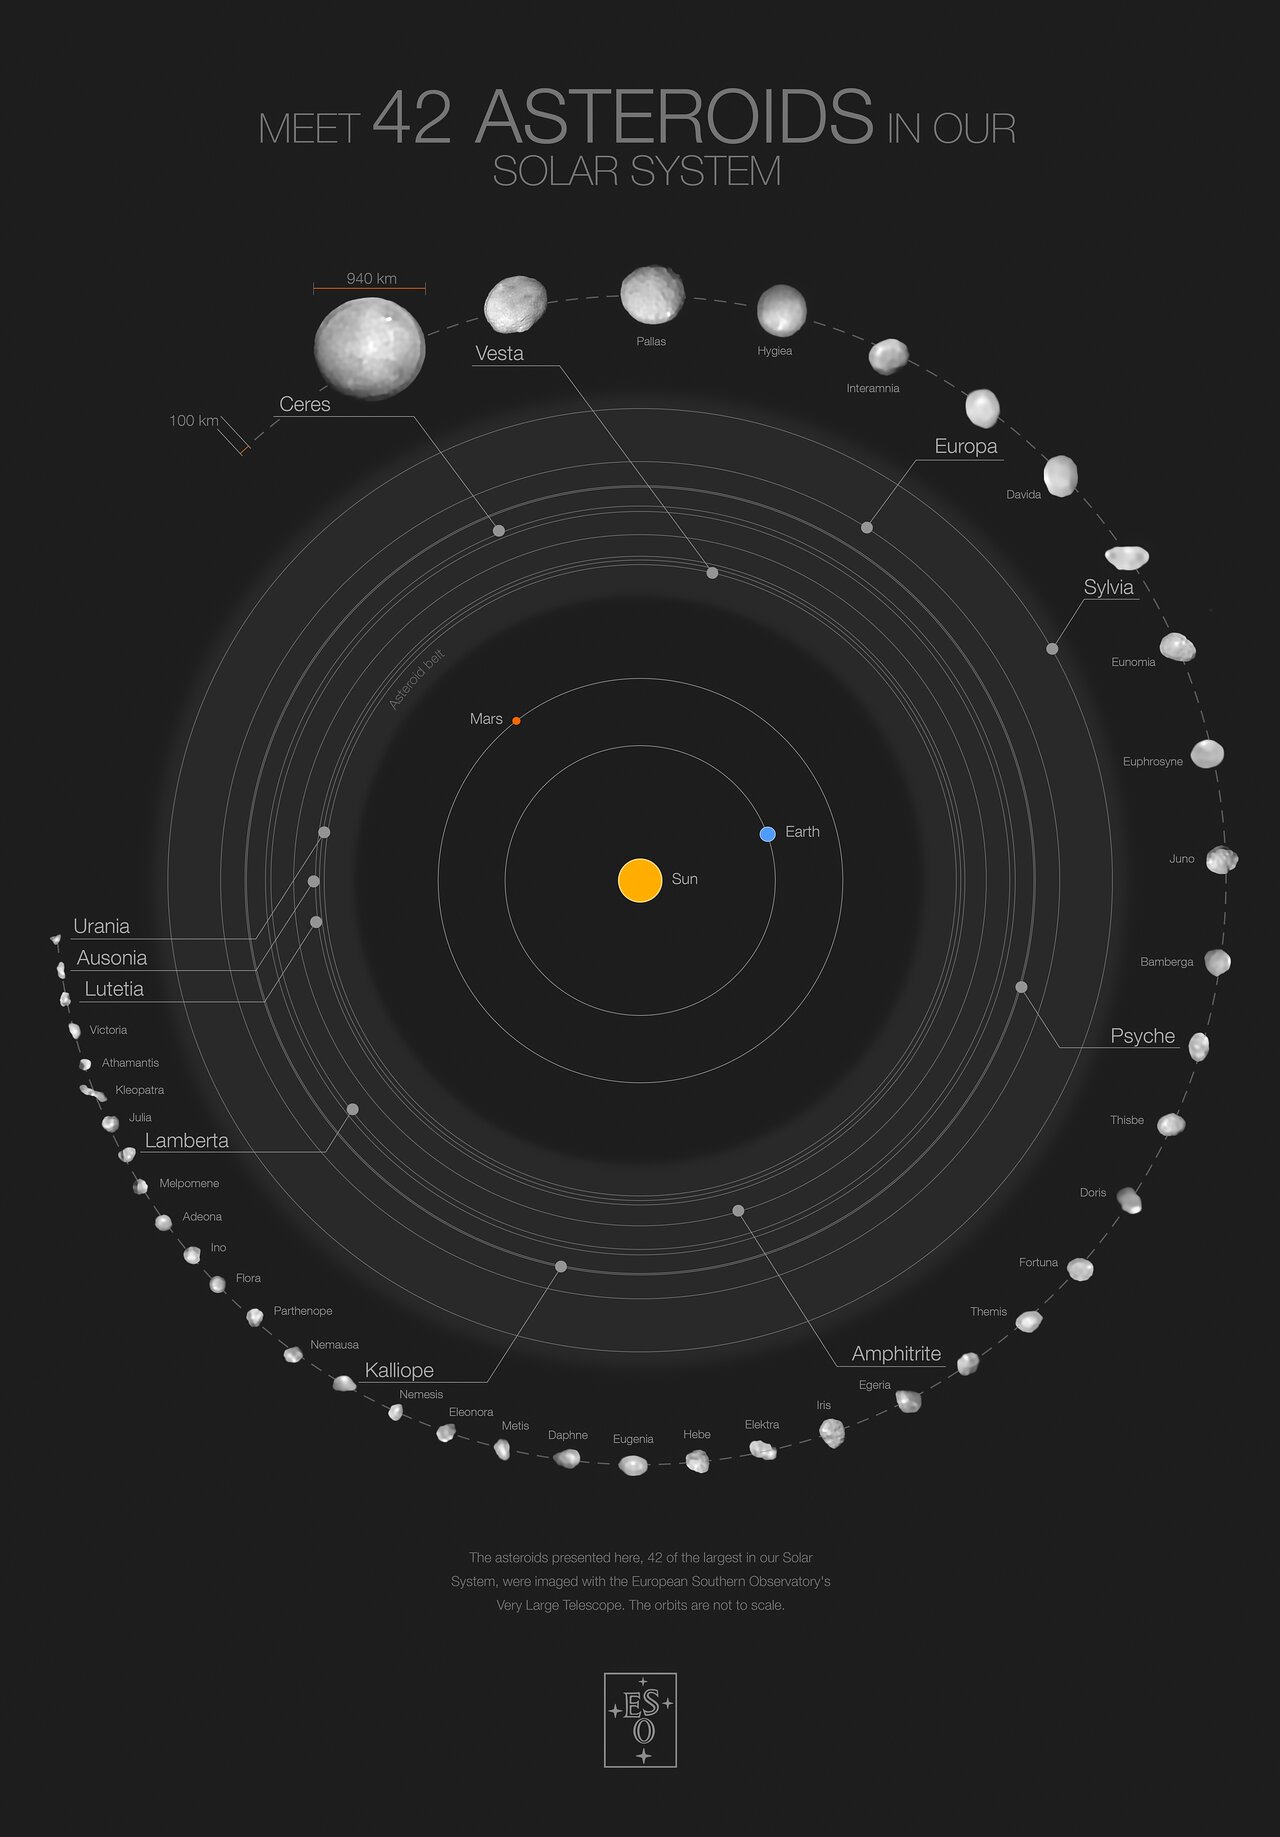 MEET 42 ASTEROIDS IN OUR
SOLAR SYSTEM
940 km
Pallas
Hygiea
Vesta
Interamnia
Ceres
100 km
Europa
Davida
Sylvia
Eunomia
Asteroid belt
Mars
Euphrosyne
Earth
Juno
Sun
Urania
Bamberga
Ausonia
Lutetia
Victoria
Psyche
Athamantis
Kleopatra
Julia
Thisbe
Lamberta
Melpomene
Doris
Adeona
Ino
Fortuna
Flora
Parthenope
Themis
Nemausa
Amphitrite
Kalliope
Egeria
Nemesis
Iris
Eleonora
Metis
Elektra
Daphne
Hebe
Eugenia
The asteroids presented here, 42 of the largest in our Solar
System, were imaged with the European Southern Observatory's
Very Large Telescope. The orbits are not to scale.
ES
O